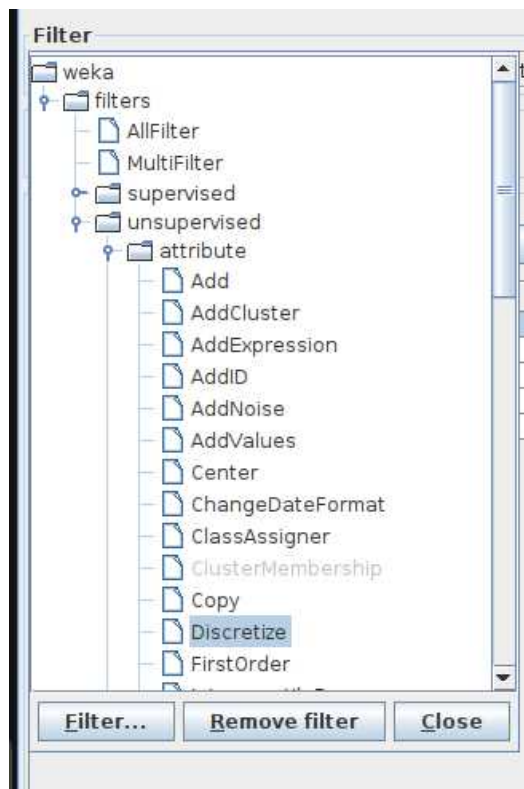 Filter
weka
filters
AllFilter
MultiFilter
supervised
unsupervised
attribute
Add
AddCluster
AddExpression
AddID
AddNoise
AddValues
Center
ChangeDateFormat
ClassAssigner
ClusterMembership
Copy
Discretize
FirstOrder
Filter... Remove filter Close